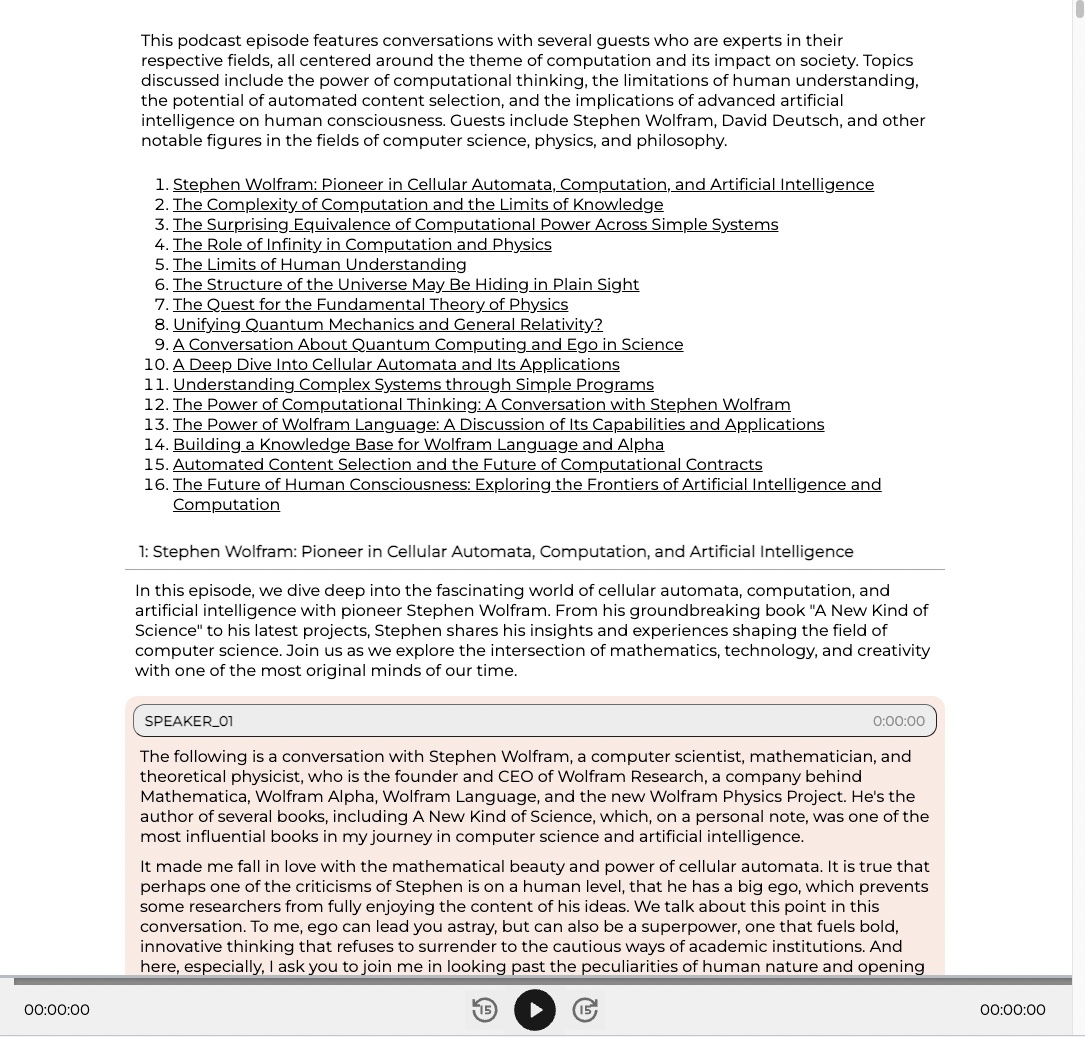 This podcast episode features conversations with several guests who are experts in their
respective fields, all centered around the theme of computation and its impact on society. Topics
discussed include the power of computational thinking, the limitations of human understanding,
the potential of automated content selection, and the implications of advanced artificial
intelligence on human consciousness. Guests include Stephen Wolfram, David Deutsch, and other
notable figures in the fields of computer science, physics, and philosophy.
1. Stephen Wolfram: Pioneer in Cellular Automata, Computation, and Artificial Intelligence
2. The Complexity of Computation and the Limits of Knowledge
3. The Surprising Equivalence of Computational Power Across Simple Systems
4. The Role of Infinity in Computation and Physics
5. The Limits of Human Understanding
6. The Structure of the Universe May Be Hiding in Plain Sight
7. The Quest for the Fundamental Theory of Physics
8. Unifying Quantum Mechanics and General Relativity?
9. A Conversation About Quantum Computing and Ego in Science
10. A Deep Dive Into Cellular Automata and Its Applications
11. Understanding Complex Systems through Simple Programs
12. The Power of Computational Thinking: A Conversation with Stephen Wolfram
13. The Power of Wolfram Language: A Discussion of Its Capabilities and Applications
14. Building a Knowledge Base for Wolfram Language and Alpha
15. Automated Content Selection and the Future of Computational Contracts
16. The Future of Human Consciousness: Exploring the Frontiers of Artificial Intelligence and
Computation
1: Stephen Wolfram: Pioneer in Cellular Automata, Computation, and Artificial Intelligence
In this episode, we dive deep into the fascinating world of cellular automata, computation, and
artificial intelligence with pioneer Stephen Wolfram. From his groundbreaking book "A New Kind of
Science" to his latest projects, Stephen shares his insights and experiences shaping the field of
computer science. Join us as we explore the intersection of mathematics, technology, and creativity
with one of the most original minds of our time.
SPEAKER_01 0:00:00
The following is a conversation with Stephen Wolfram, a computer scientist, mathematician, and
theoretical physicist, who is the founder and CEO of Wolfram Research, a company behind
Mathematica, Wolfram Alpha, Wolfram Language, and the new Wolfram Physics Project. He's the
author of several books, including A New Kind of Science, which, on a personal note, was one of the
most influential books in my journey in computer science and artificial intelligence.
It made me fall in love with the mathematical beauty and power of cellular automata. It is true that
perhaps one of the criticisms of Stephen is on a human level, that he has a big ego, which prevents
some researchers from fully enjoying the content of his ideas. We talk about this point in this
conversation. To me, ego can lead you astray, but can also be a superpower, one that fuels bold,
innovative thinking that refuses to surrender to the cautious ways of academic institutions. And
here, especially, I ask you to join me in looking past the peculiarities of human nature and opening
00:00:00 15 15 00:00:00